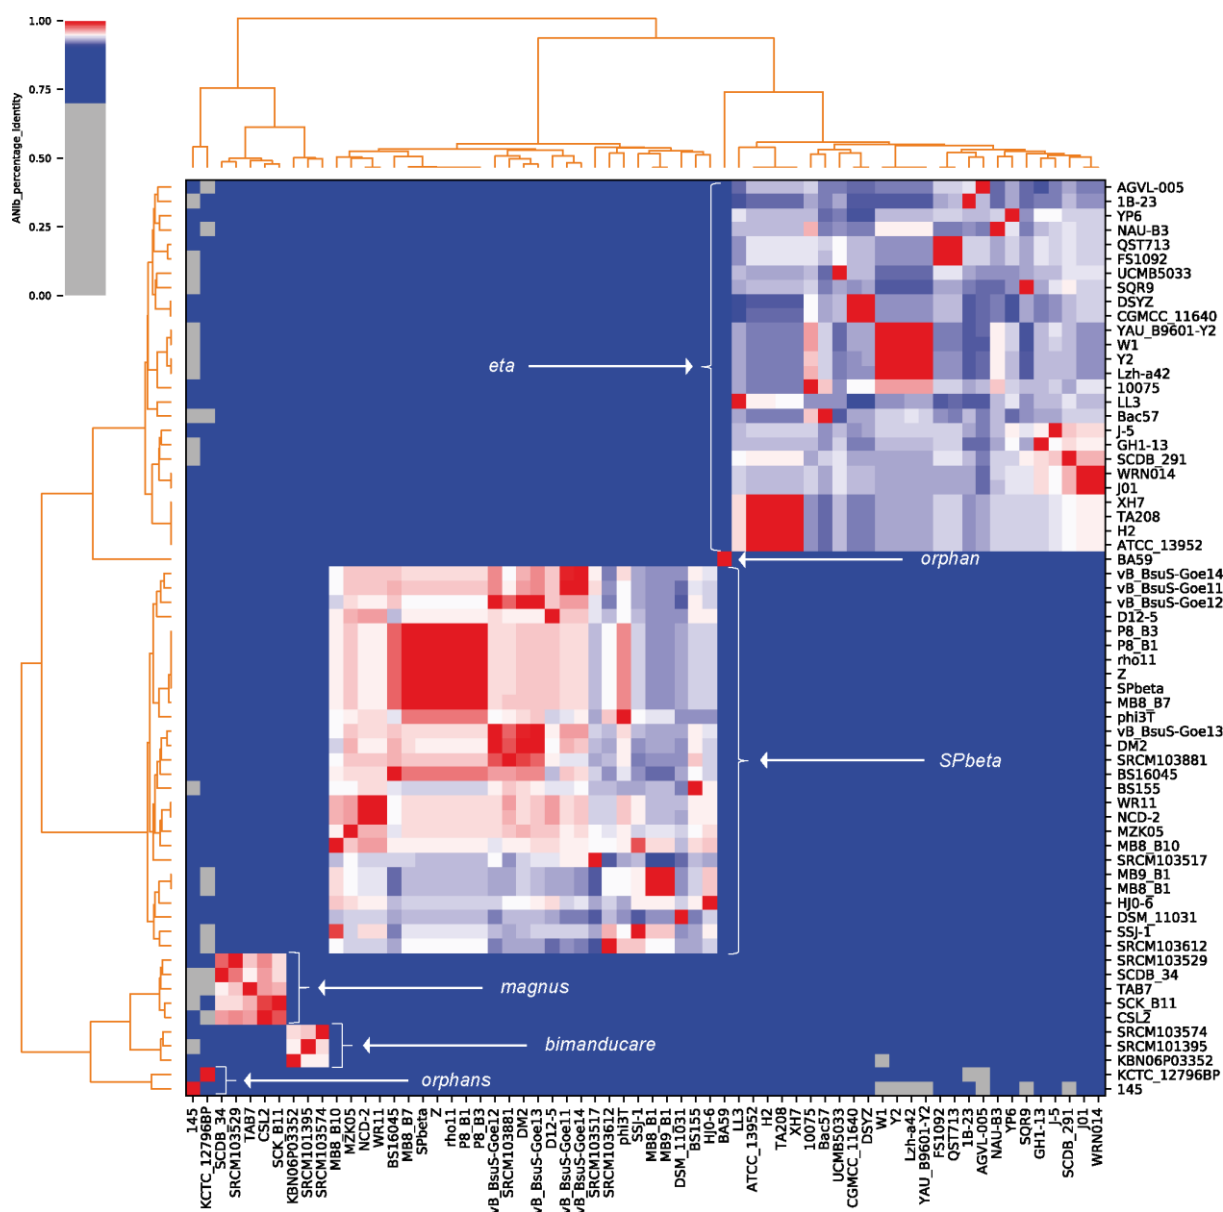 1.00
0.75
0.50
0.25
0.00
ANIb_percentage_identity
AGVL-005
1B-23
YP6
NAU-B3
QST713
FS1092
UCMB5033
SQR9
DSYZ
CGMCC_11640
YAU_B9601-Y2
W1
Y2
Lzh-a42
10075
LL3
Bac57
J-5
GH1-13
SCDB_291
WRN014
J01
XH7
TA208
H2
ATCC_13952
BA59
vB_BsuS-Goe14
vB_BsuS-Goe11
vB_BsuS-Goe12
D12-5
P8_B3
P8_B1
rho11
Z
SPbeta
MB8_B7
phi3T
vB_BsuS-Goe13
DM2
SRCM103881
BS16045
BS155
WR11
NCD-2
MZK05
MB8_B10
SRCM103517
MB9_B1
MB8_B1
HJ0-6
DSM_11031
SSJ-1
SRCM103612
SRCM103529
SCDB_34
TAB7
SCK_B11
CSL2
SRCM103574
SRCM101395
KBN06P03352
KCTC_12796BP
145
eta
orphan
SPbeta
magnus
bimanducare
orphans
145
KCTC_12796BP
SCDB_34
SRCM103529
TAB7
CSL2
SCK_B11
KBN06P03352
SRCM101395
SRCM103574
MB8_B10
MZK05
NCD-2
WR11
BS16045
MB8_B7
SPbeta
Z
rho11
P8_B1
P8_B3
vB_BsuS-Goe12
SRCM103881
DM2
vB_BsuS-Goe13
D12-5
vB_BsuS-Goe11
vB_BsuS-Goe14
SRCM103517
SRCM103612
phi3T
SSJ-1
MB8_B1
MB9_B1
DSM_11031
BS155
HJ0-6
BA59
LL3
ATCC_13952
H2
TA208
XH7
10075
Bac57
UCMB5033
CGMCC_11640
DSYZ
W1
Y2
Lzh-a42
YAU_B9601-Y2
FS1092
QST713
1B-23
AGVL-005
NAU-B3
YP6
SQR9
GH1-13
J-5
SCDB_291
J01
WRN014